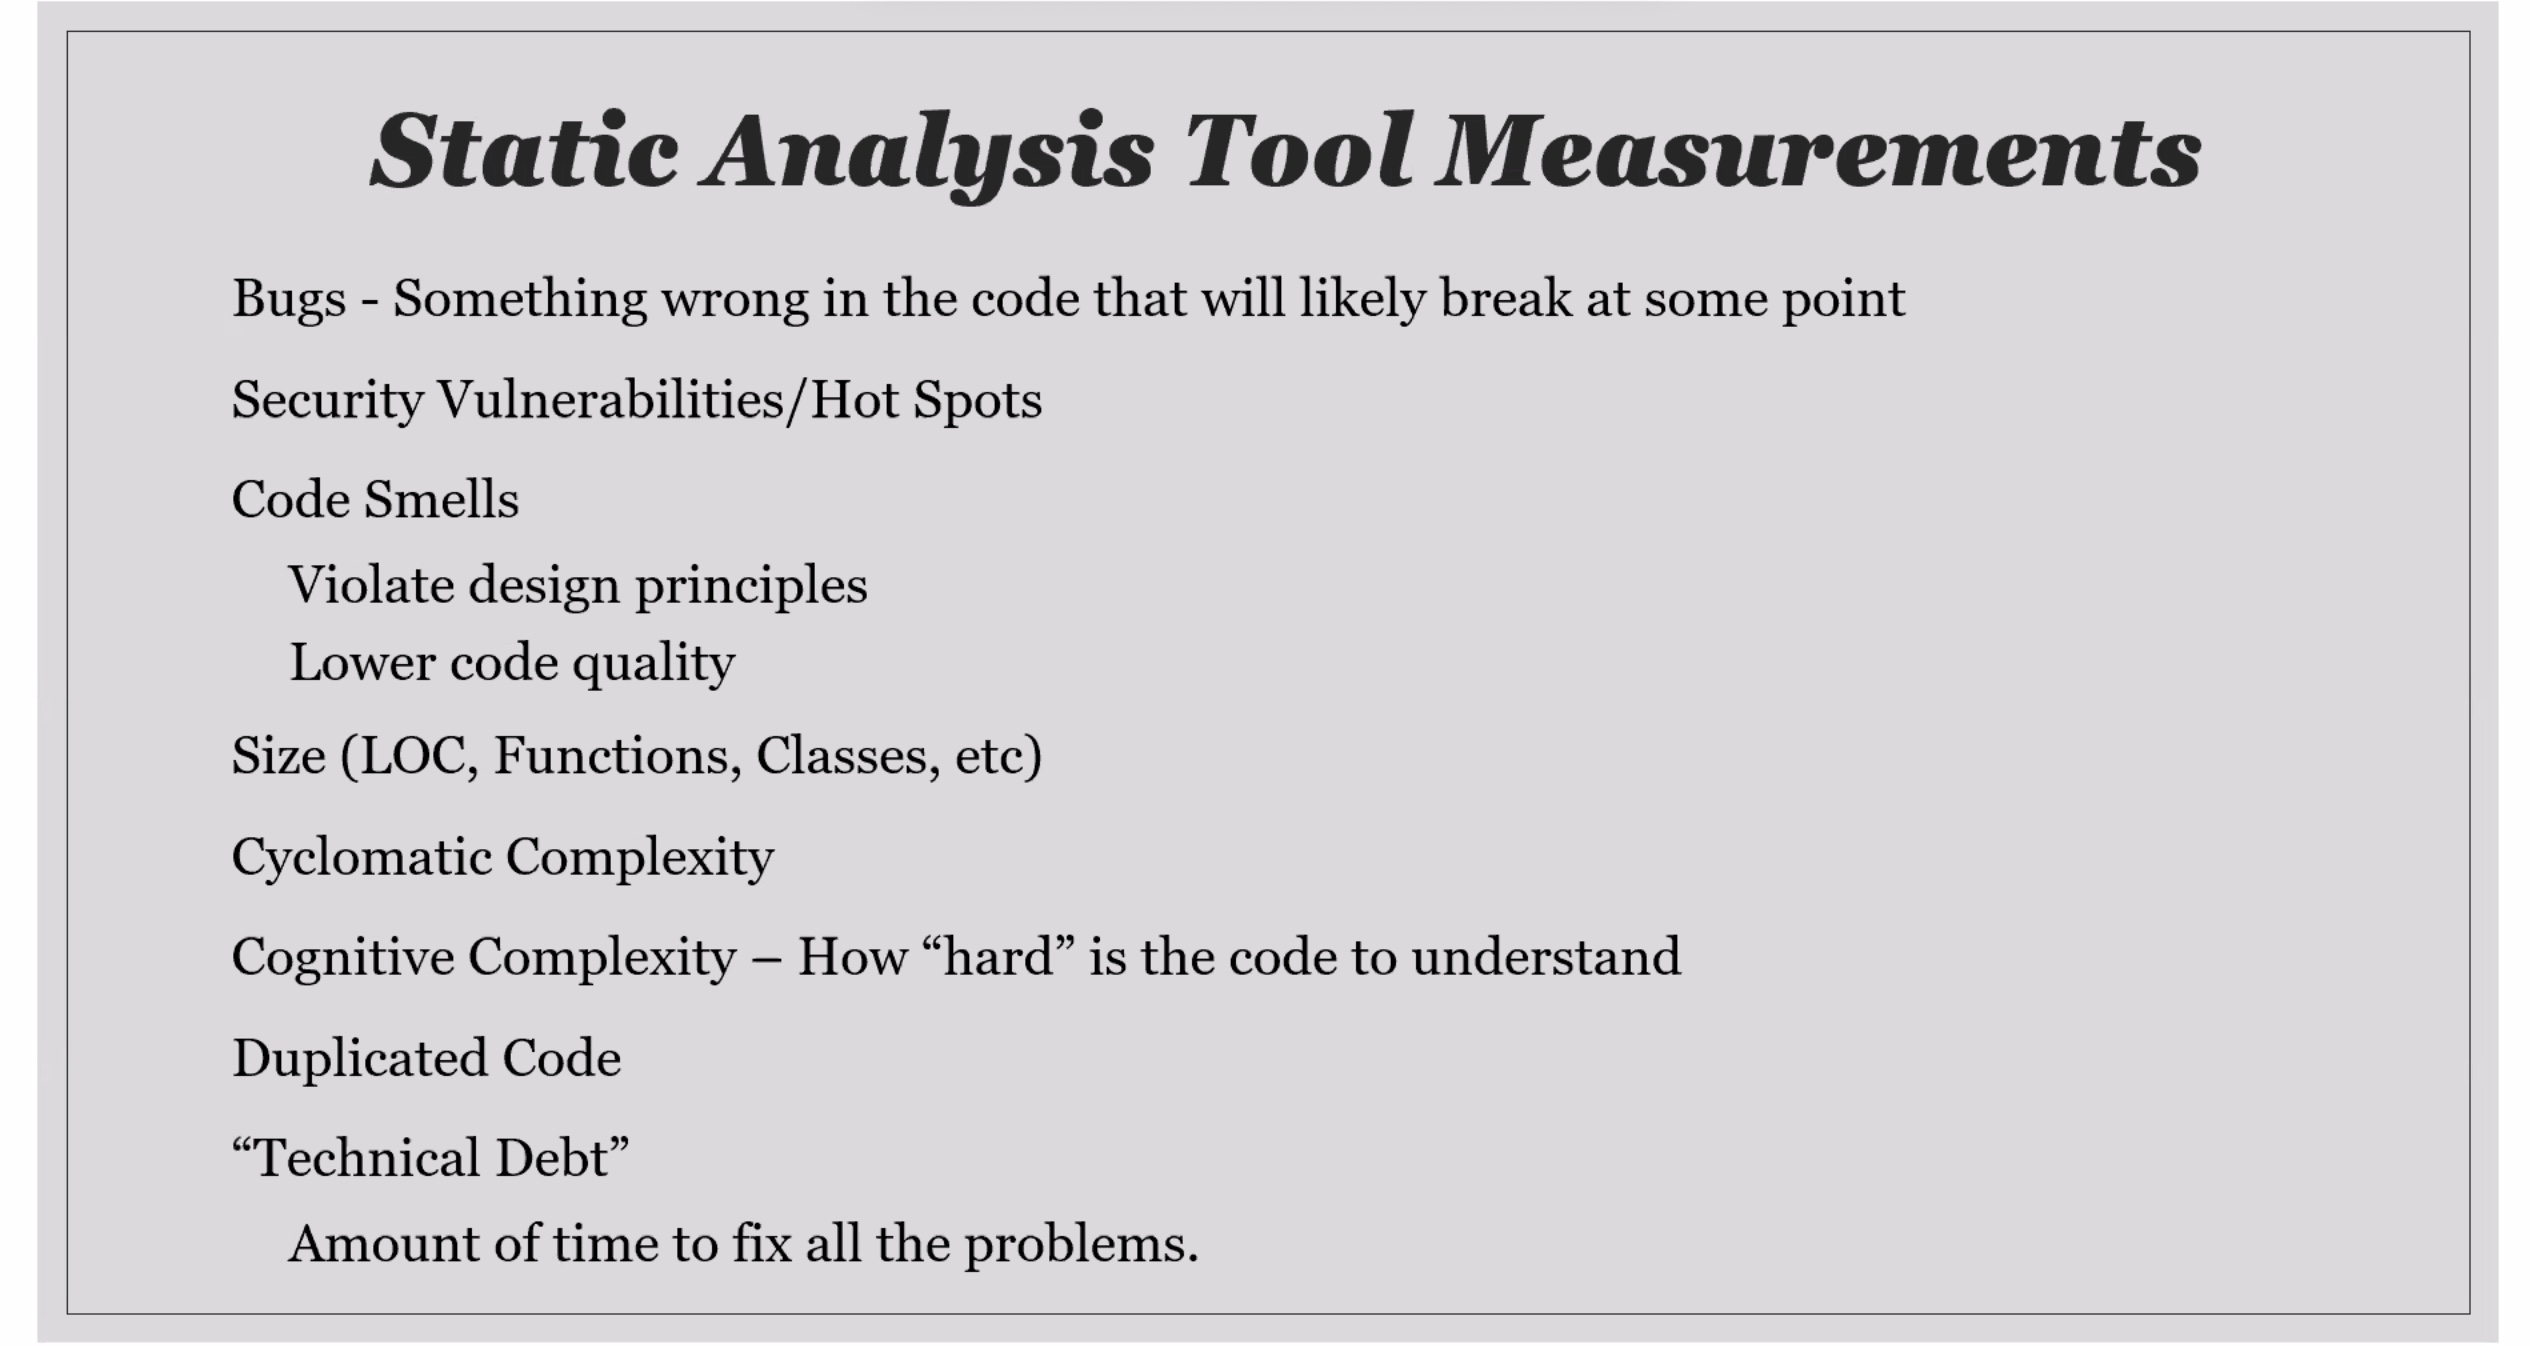 Static Analysis Tool Measurements
Bugs - Something wrong in the code that will likely break at some point
Security Vulnerabilities/Hot Spots
Code Smells
Violate design principles
Lower code quality
Size (LOC, Functions, Classes, etc)
Cyclomatic Complexity
Cognitive Complexity – How “hard” is the code to understand
Duplicated Code
“Technical Debt”
Amount of time to fix all the problems.